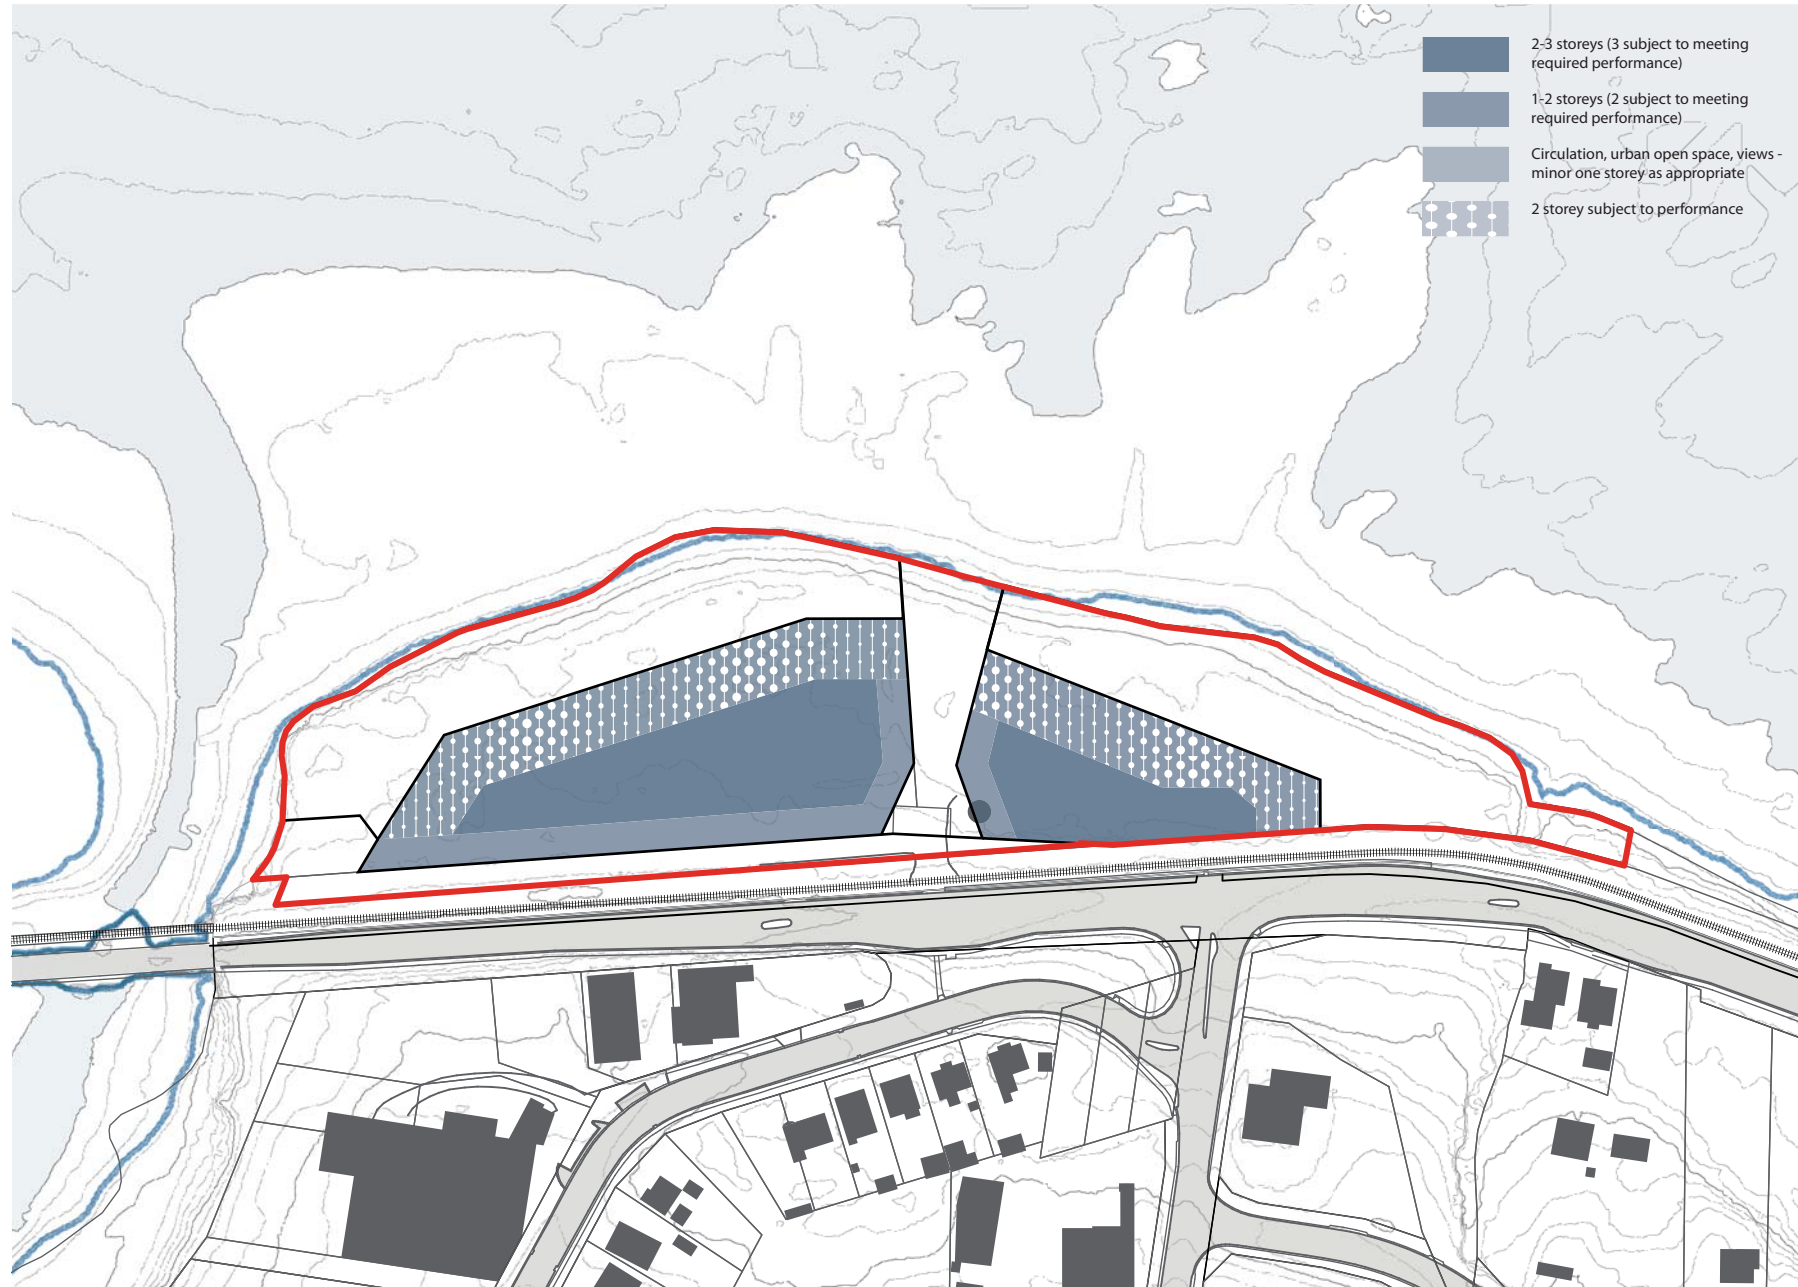 2-3 storeys (3 subject to meeting
required performance)
1-2 storeys (2 subject to meeting
required performance)
Circulation, urban open space, views -
minor one storey as appropriate
2 storey subject to performance